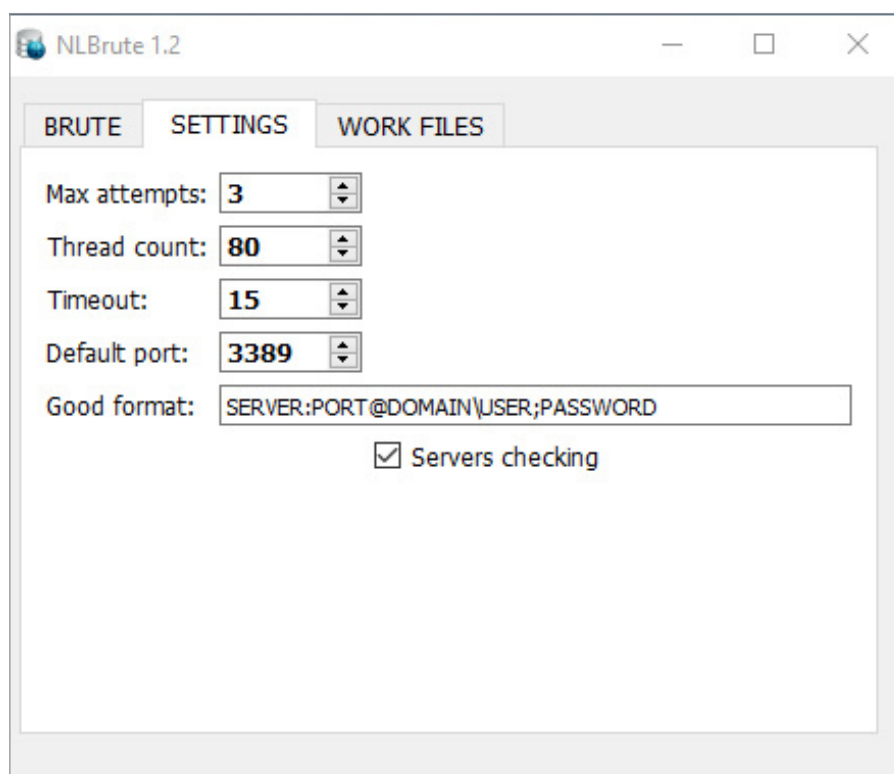 NLBrute 1.2
BRUTE SETTINGS WORK FILES
Max attempts: 3
Thread count: 80
Timeout: 15
Default port: 3389
Good format: SERVER:PORT@DOMAIN\USER;PASSWORD
Servers checking